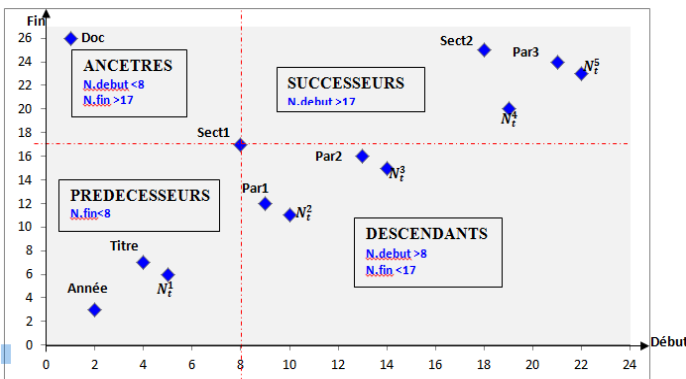 Fin
26
24
22
20
18
16
14
12
10
8
6
4
2
0
Doc
ANCETRES
N.debut <8
N.fin >17
SUCCESSEURS
N.debut >17
Sect2
Par3
N_t^5
N_t^4
Sect1
Par2
N_t^3
Par1
N_t^2
PREDECESSEURS
N.fin<8
DESCENDANTS
N.debut >8
N.fin <17
Titre
N_t^1
Année
0 2 4 6 8 10 12 14 16 18 20 22 24
Début